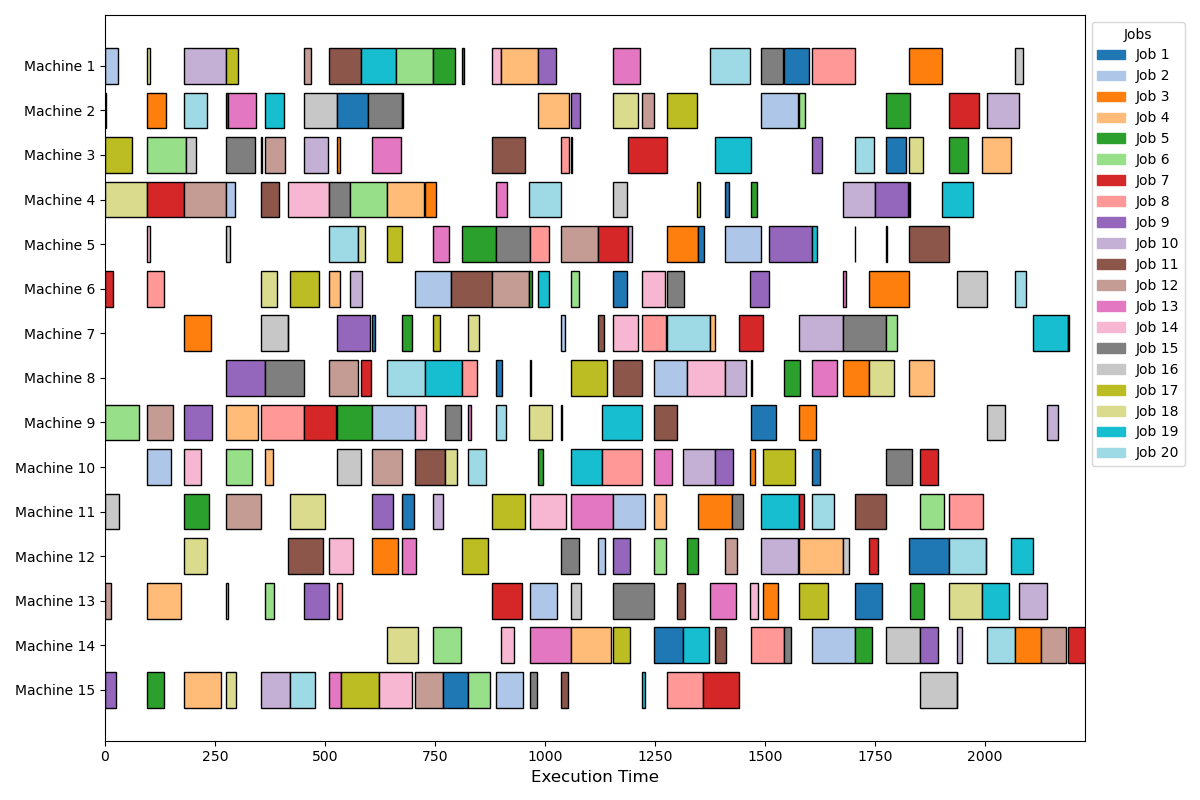 Machine 1
Machine 2
Machine 3
Machine 4
Machine 5
Machine 6
Machine 7
Machine 8
Machine 9
Machine 10
Machine 11
Machine 12
Machine 13
Machine 14
Machine 15
0 250 500 750 1000 1250 1500 1750 2000
Execution Time
Jobs
Job 1
Job 2
Job 3
Job 4
Job 5
Job 6
Job 7
Job 8
Job 9
Job 10
Job 11
Job 12
Job 13
Job 14
Job 15
Job 16
Job 17
Job 18
Job 19
Job 20